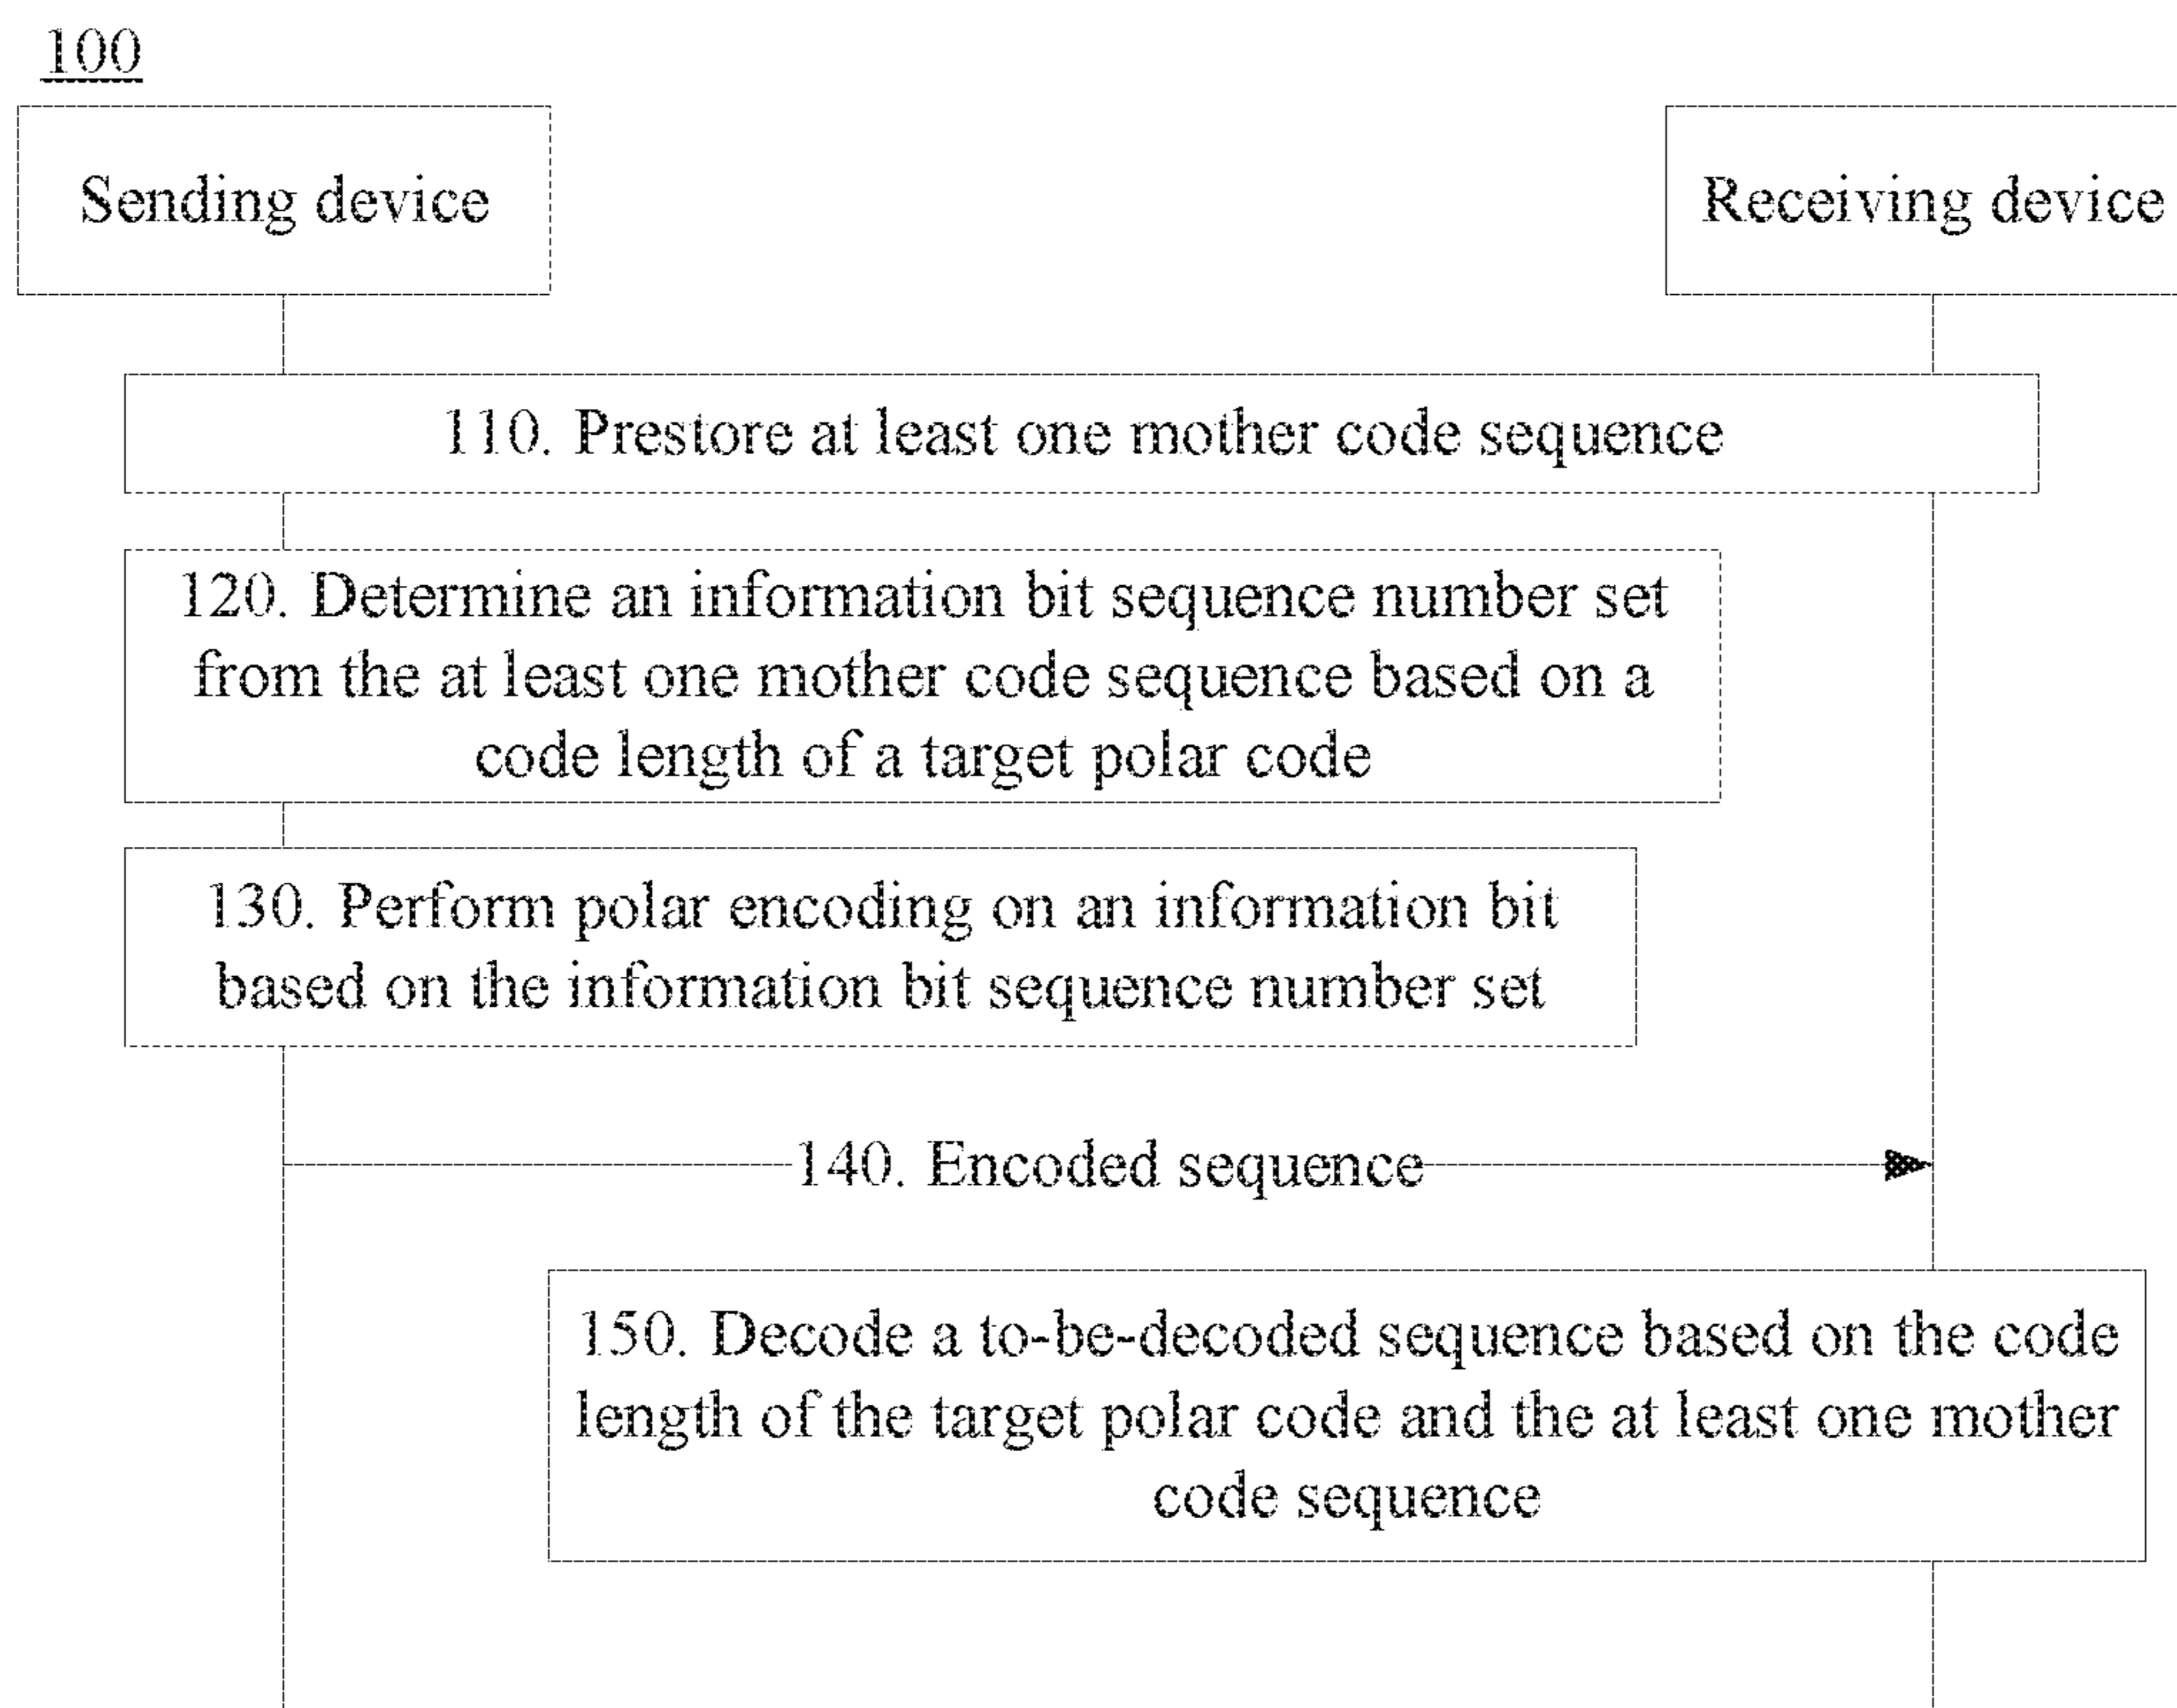 100
Sending device
Receiving device
110. Prestore at least one mother code sequence
120. Determine an information bit sequence number set
from the at least one mother code sequence based on a
code length of a target polar code
130. Perform polar encoding on an information bit
based on the information bit sequence number set
140. Encoded sequence
150. Decode a to-be-decoded sequence based on the code
length of the target polar code and the at least one mother
code sequence